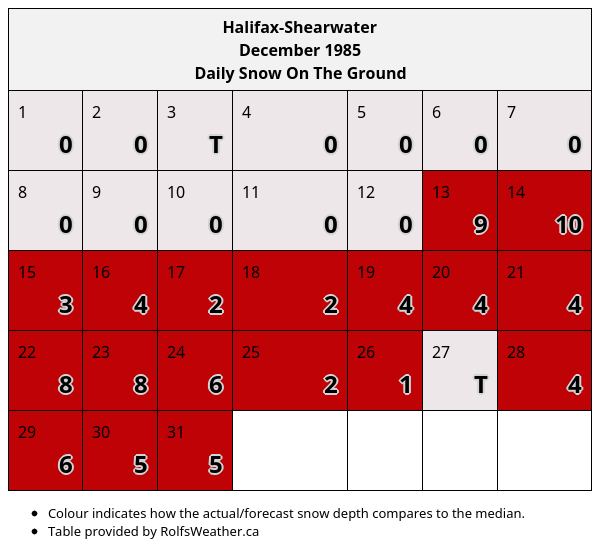 Halifax-Shearwater
December 1985
Daily Snow On The Ground
1 2 3 4 5 6 7
0 0 T 0 0 0 0
8 9 10 11 12 13 14
0 0 0 0 0 9 10
15 16 17 18 19 20 21
3 4 2 2 4 4 4
22 23 24 25 26 27 28
8 8 6 2 1 T 4
29 30 31
6 5 5
• Colour indicates how the actual/forecast snow depth compares to the median.
• Table provided by RolfsWeather.ca